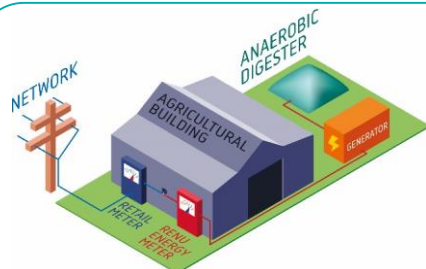 ANAEROBIC
DIGESTER
NETWORK
AGRICULTURAL
BUILDING
GENERATOR
RETAIL
METER
RENU
ENERGY
METER